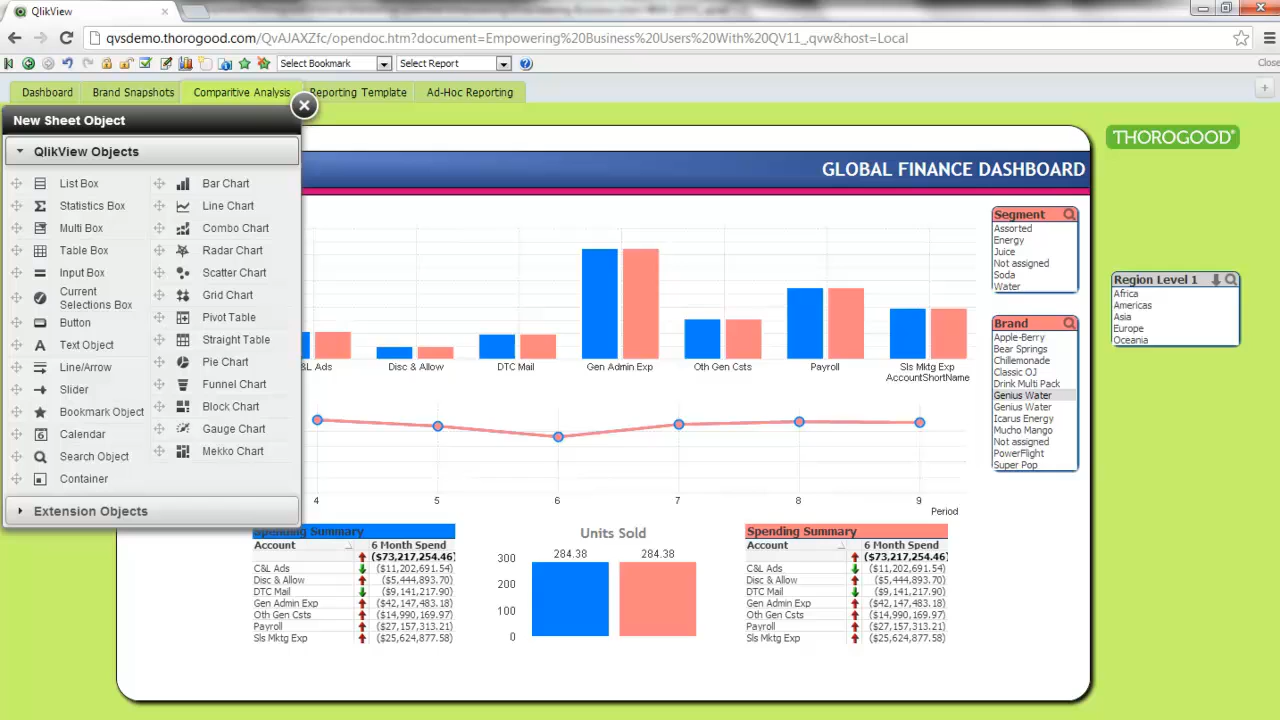 QlikView
qvsdemo.thorogood.com/QvAJAXZfc/opendoc.htm?document=Empowering%20Business%20Users%20With%20QV11_.qvw&host=Local
Select Bookmark
Select Report
Close
Dashboard
Brand Snapshots
Comparitive Analysis
Reporting Template
Ad-Hoc Reporting
New Sheet Object
QlikView Objects
List Box
Bar Chart
Statistics Box
Line Chart
Multi Box
Combo Chart
Table Box
Radar Chart
Input Box
Scatter Chart
Current
Selections Box
Grid Chart
Button
Pivot Table
Text Object
Straight Table
Line/Arrow
Pie Chart
Slider
Funnel Chart
Bookmark Object
Block Chart
Calendar
Gauge Chart
Search Object
Mekko Chart
Container
Extension Objects
THOROGOOD®
GLOBAL FINANCE DASHBOARD
&L Ads
Disc & Allow
DTC Mail
Gen Admin Exp
Oth Gen Csts
Payroll
Sls Mktg Exp
AccountShortName
4 5 6 7 8 9
Period
Segment
Assorted
Energy
Juice
Not assigned
Soda
Water
Brand
Apple-Berry
Bear Springs
Chillemonade
Classic OJ
Drink Multi Pack
Genius Water
Genius Water
Icarus Energy
Mucho Mango
Not assigned
PowerFlight
Super Pop
Region Level 1
Africa
Americas
Asia
Europe
Oceania
Spending Summary
Account 6 Month Spend
($73,217,254.46)
C&L Ads ($11,202,691.54)
Disc & Allow ($5,444,893.70)
DTC Mail ($9,141,217.90)
Gen Admin Exp ($42,147,483.18)
Oth Gen Csts ($14,990,169.97)
Payroll ($27,157,313.21)
Sls Mktg Exp ($25,624,877.58)
Units Sold
284.38 284.38
300
200
100
0
Spending Summary
Account 6 Month Spend
($73,217,254.46)
C&L Ads ($11,202,691.54)
Disc & Allow ($5,444,893.70)
DTC Mail ($9,141,217.90)
Gen Admin Exp ($42,147,483.18)
Oth Gen Csts ($14,990,169.97)
Payroll ($27,157,313.21)
Sls Mktg Exp ($25,624,877.58)